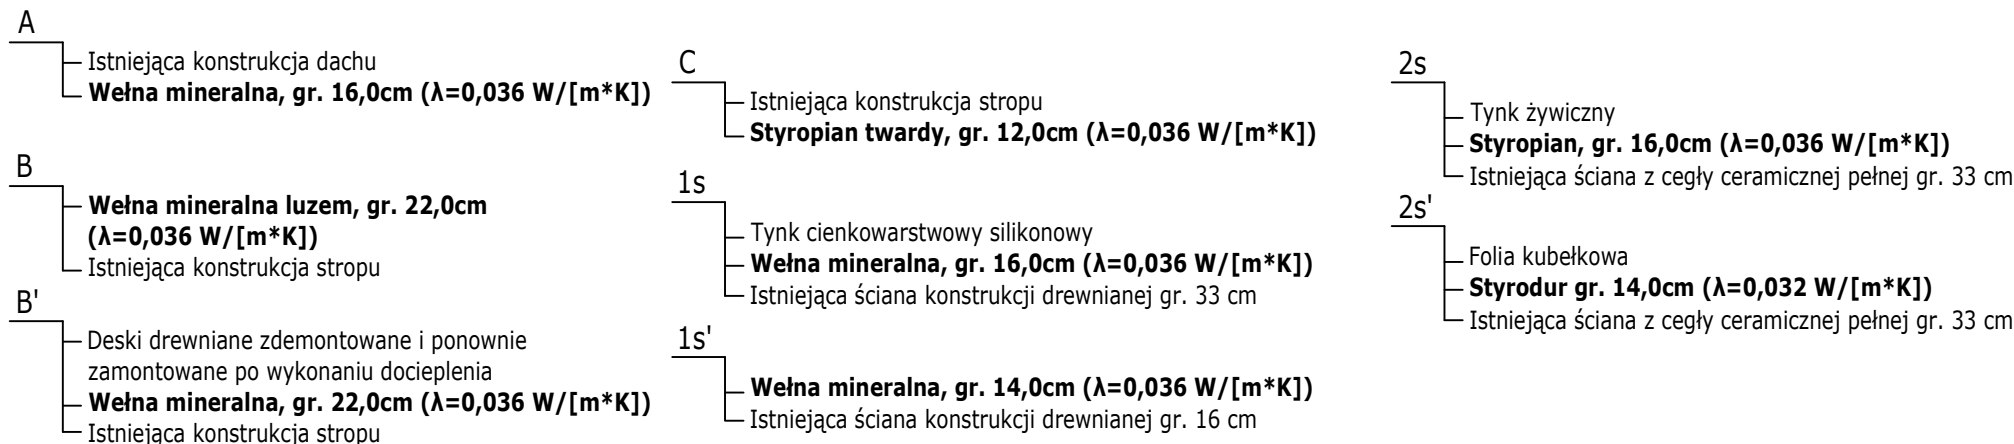 A
Istniejąca konstrukcja dachu
Wełna mineralna, gr. 16,0cm (λ=0,036 W/[m*K])
B
Wełna mineralna luzem, gr. 22,0cm
(λ=0,036 W/[m*K])
Istniejąca konstrukcja stropu
B'
Deski drewniane zdemontowane i ponownie
zamontowane po wykonaniu docieplenia
Wełna mineralna, gr. 22,0cm (λ=0,036 W/[m*K])
Istniejąca konstrukcja stropu
C
Istniejąca konstrukcja stropu
Styropian twardy, gr. 12,0cm (λ=0,036 W/[m*K])
1s
Tynk cienkowarstwowy silikonowy
Wełna mineralna, gr. 16,0cm (λ=0,036 W/[m*K])
Istniejąca ściana konstrukcji drewnianej gr. 33 cm
1s'
Wełna mineralna, gr. 14,0cm (λ=0,036 W/[m*K])
Istniejąca ściana konstrukcji drewnianej gr. 16 cm
2s
Tynk żywiczny
Styropian, gr. 16,0cm (λ=0,036 W/[m*K])
Istniejąca ściana z cegły ceramicznej pełnej gr. 33 cm
2s'
Folia kubełkowa
Styrodur gr. 14,0cm (λ=0,032 W/[m*K])
Istniejąca ściana z cegły ceramicznej pełnej gr. 33 cm